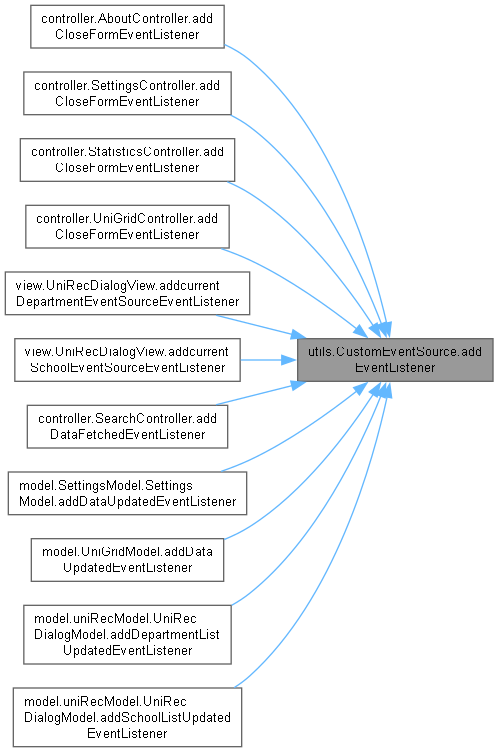 controller.AboutController.add
CloseFormEventListener
controller.SettingsController.add
CloseFormEventListener
controller.StatisticsController.add
CloseFormEventListener
controller.UniGridController.add
CloseFormEventListener
view.UniRecDialogView.addcurrent
DepartmentEventSourceEventListener
view.UniRecDialogView.addcurrent
SchoolEventSourceEventListener
controller.SearchController.add
DataFetchedEventListener
model.SettingsModel.Settings
Model.addDataUpdatedEventListener
model.UniGridModel.addData
UpdatedEventListener
model.uniRecModel.UniRec
DialogModel.addDepartmentList
UpdatedEventListener
model.uniRecModel.UniRec
DialogModel.addSchoolListUpdated
EventListener
utils.CustomEventSource.add
EventListener